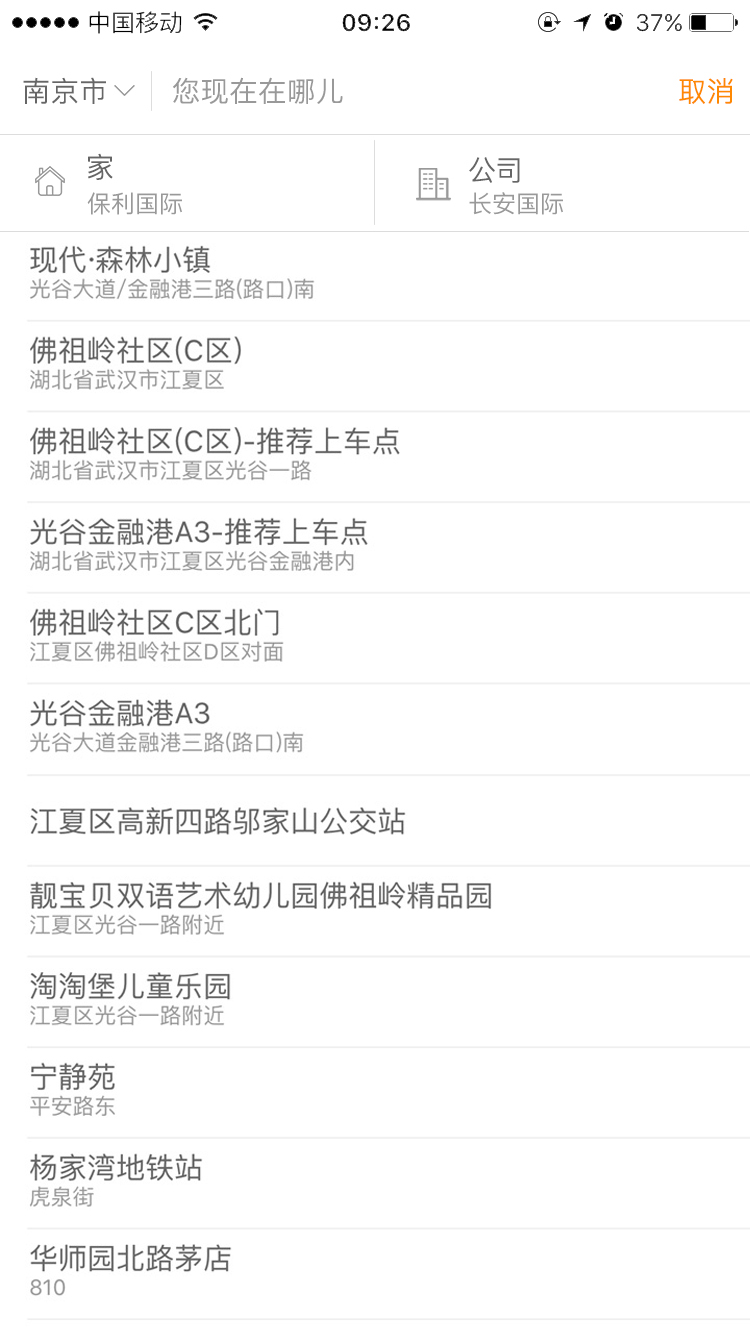 中国移动 09:26 37%
南京市 您现在在哪儿 取消
家 公司
保利国际 长安国际
现代·森林小镇
光谷大道/金融港三路(路口)南
佛祖岭社区(C区)
湖北省武汉市江夏区
佛祖岭社区(C区)-推荐上车点
湖北省武汉市江夏区光谷一路
光谷金融港A3-推荐上车点
湖北省武汉市江夏区光谷金融港内
佛祖岭社区C区北门
江夏区佛祖岭社区D区对面
光谷金融港A3
光谷大道金融港三路(路口)南
江夏区高新四路邬家山公交站
靓宝贝双语艺术幼儿园佛祖岭精品园
江夏区光谷一路附近
淘淘堡儿童乐园
江夏区光谷一路附近
宁静苑
平安路东
杨家湾地铁站
虎泉街
华师园北路茅店
810